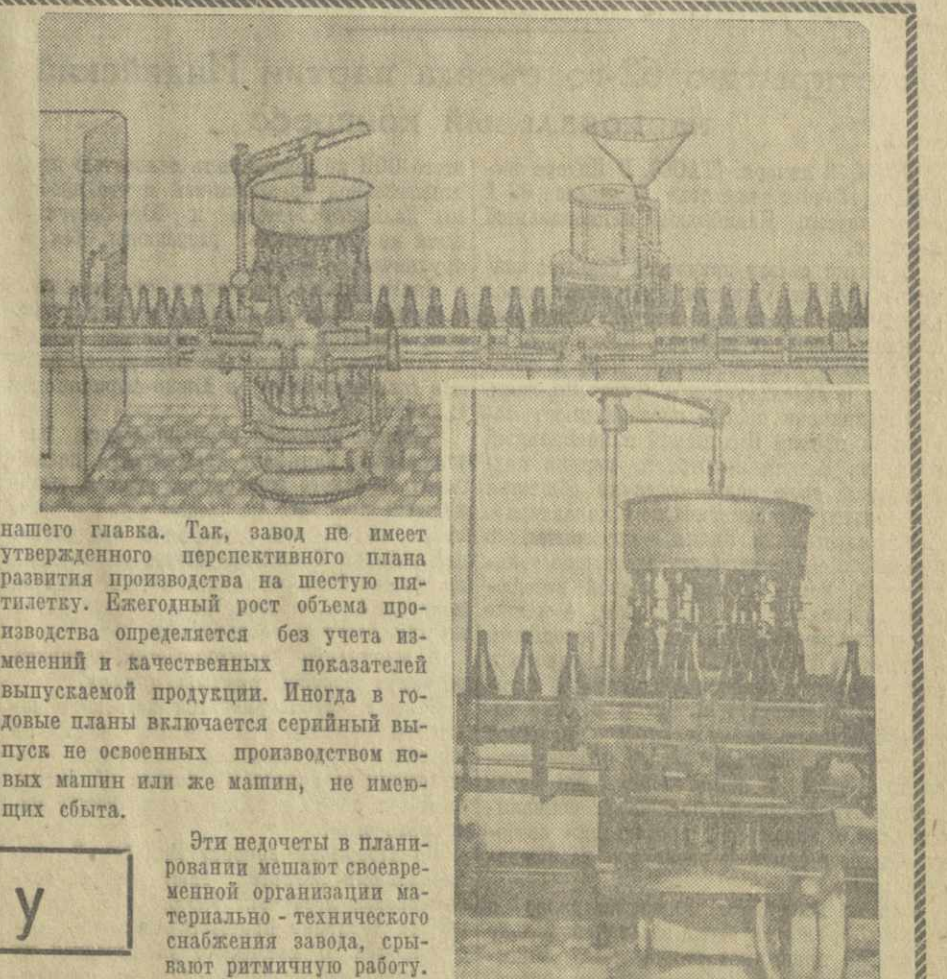 нашего главка. Так, завод не имеет
утвержденного перспективного плана
развития производства на шестую пя-
тилетку. Ежегодный рост объема про-
изводства определяется без учета из-
менений и качественных показателей
выпускаемой продукции. Иногда в го-
довые планы включается серийный вы-
пуск не освоенных производством но-
вых машин или же машин, не имею-
щих сбыта.
Эти недочеты в плани-
ровании мешают своевре-
менной организации ма-
териально - технического
снабжения завода, сры-
вают ритмичную работу.
У